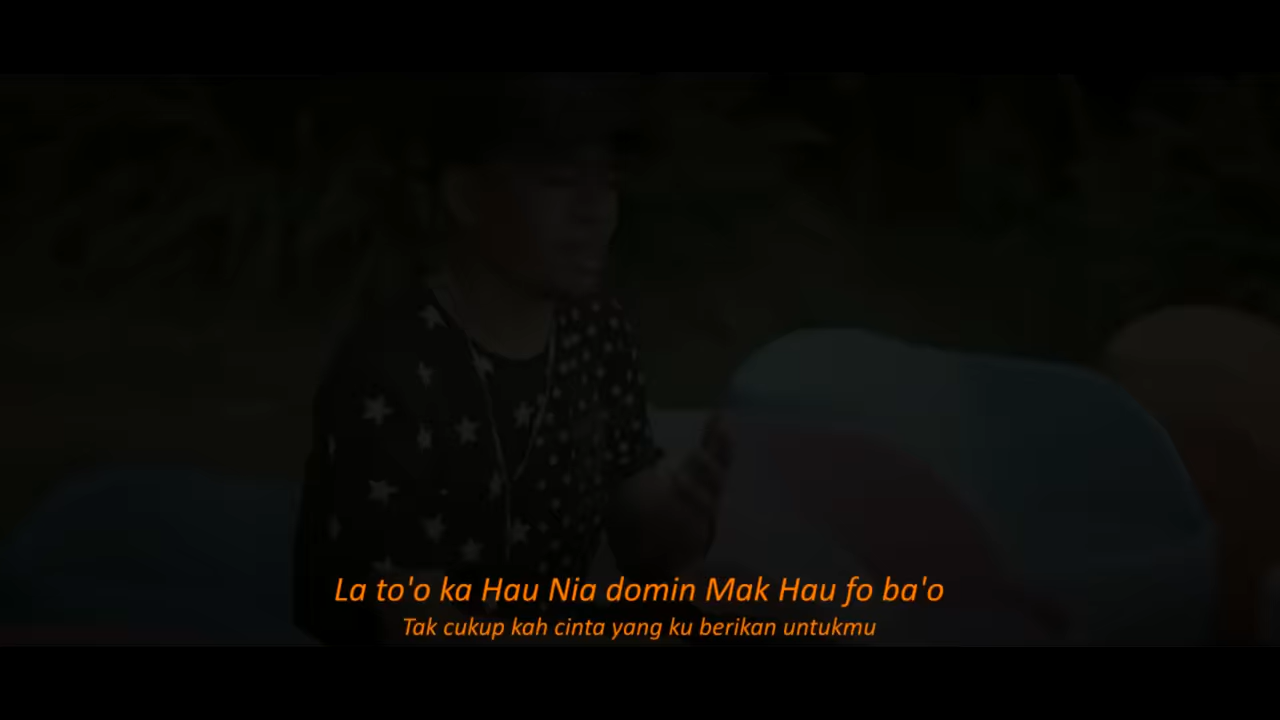 La to'o ka Hau Nia domin Mak Hau fo ba'o
Tak cukup kah cinta yang ku berikan untukmu